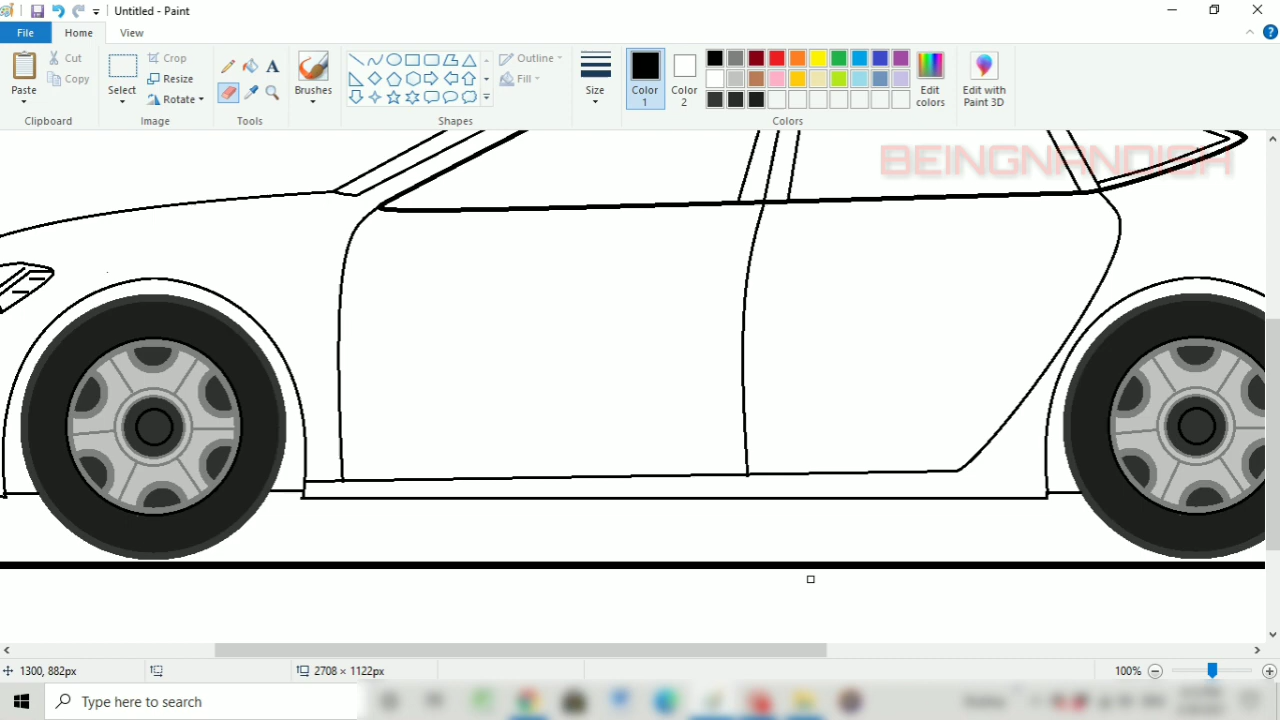 Untitled - Paint
File
Home
View
Paste
Cut
Copy
Clipboard
Select
Crop
Resize
Rotate
Image
A
Tools
Brushes
Shapes
Outline
Fill
Size
Color 1
Color 2
Colors
Edit colors
Edit with Paint 3D
BEINGNANDISH
1300, 882px
2708 × 1122px
100%
Type here to search